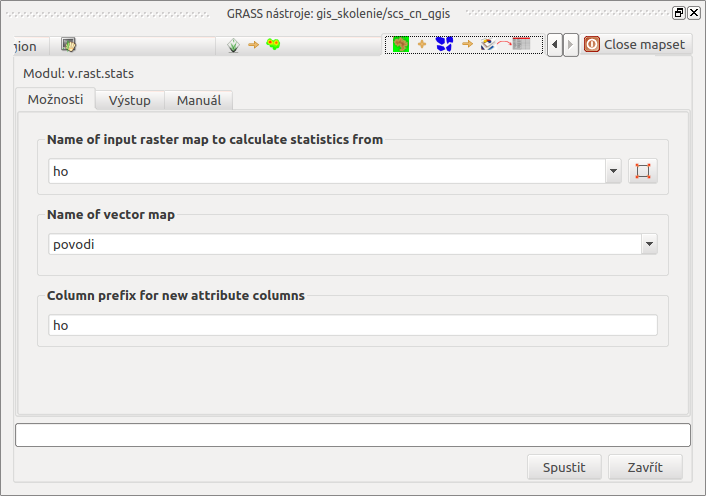 GRASS nástroje: gis_skolenie/scs_cn_qgis
gion
Close mapset
Modul: v.rast.stats
Možnosti
Výstup
Manuál
Name of input raster map to calculate statistics from
ho
Name of vector map
povodi
Column prefix for new attribute columns
ho
Spustit
Zavřít